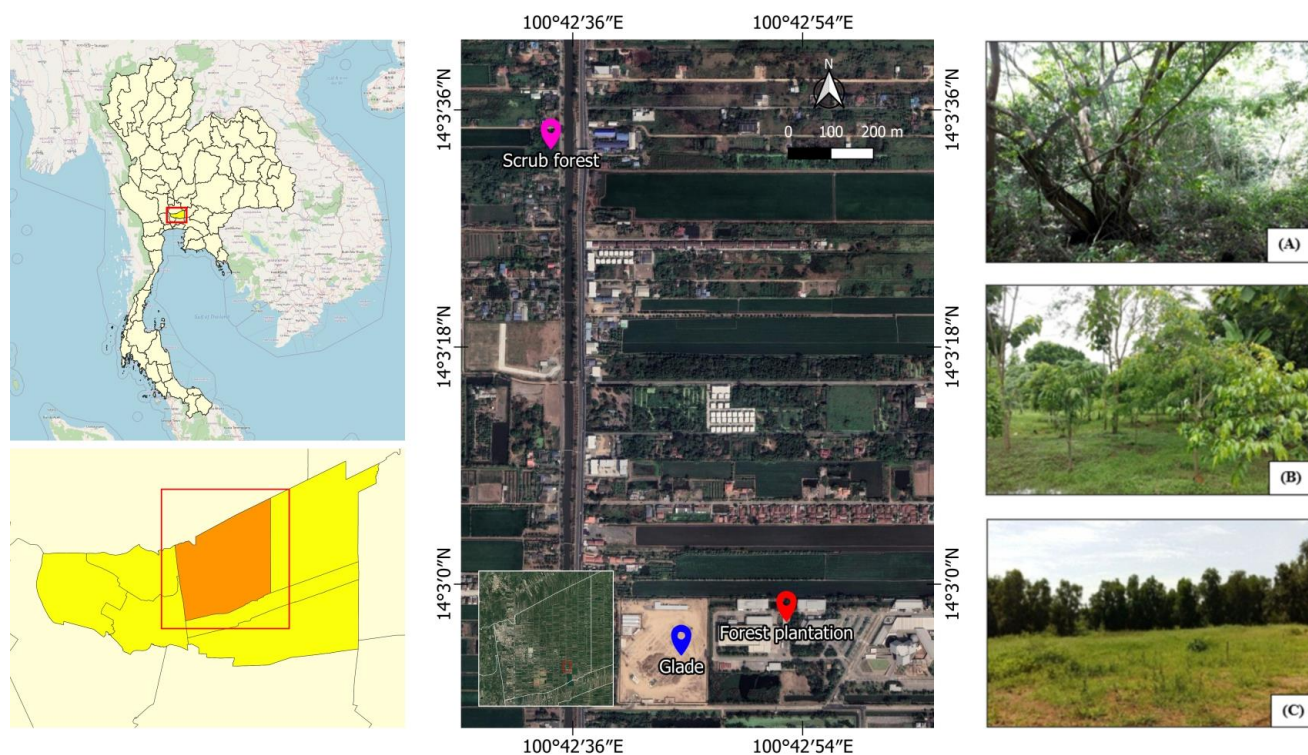 100°42′36″E
100°42′54″E
14°3′36″N
14°3′36″N
N
0 100 200 m
Scrub forest
(A)
14°3′18″N
14°3′18″N
(B)
14°3′0″N
14°3′0″N
Forest plantation
Glade
(C)
100°42′36″E
100°42′54″E